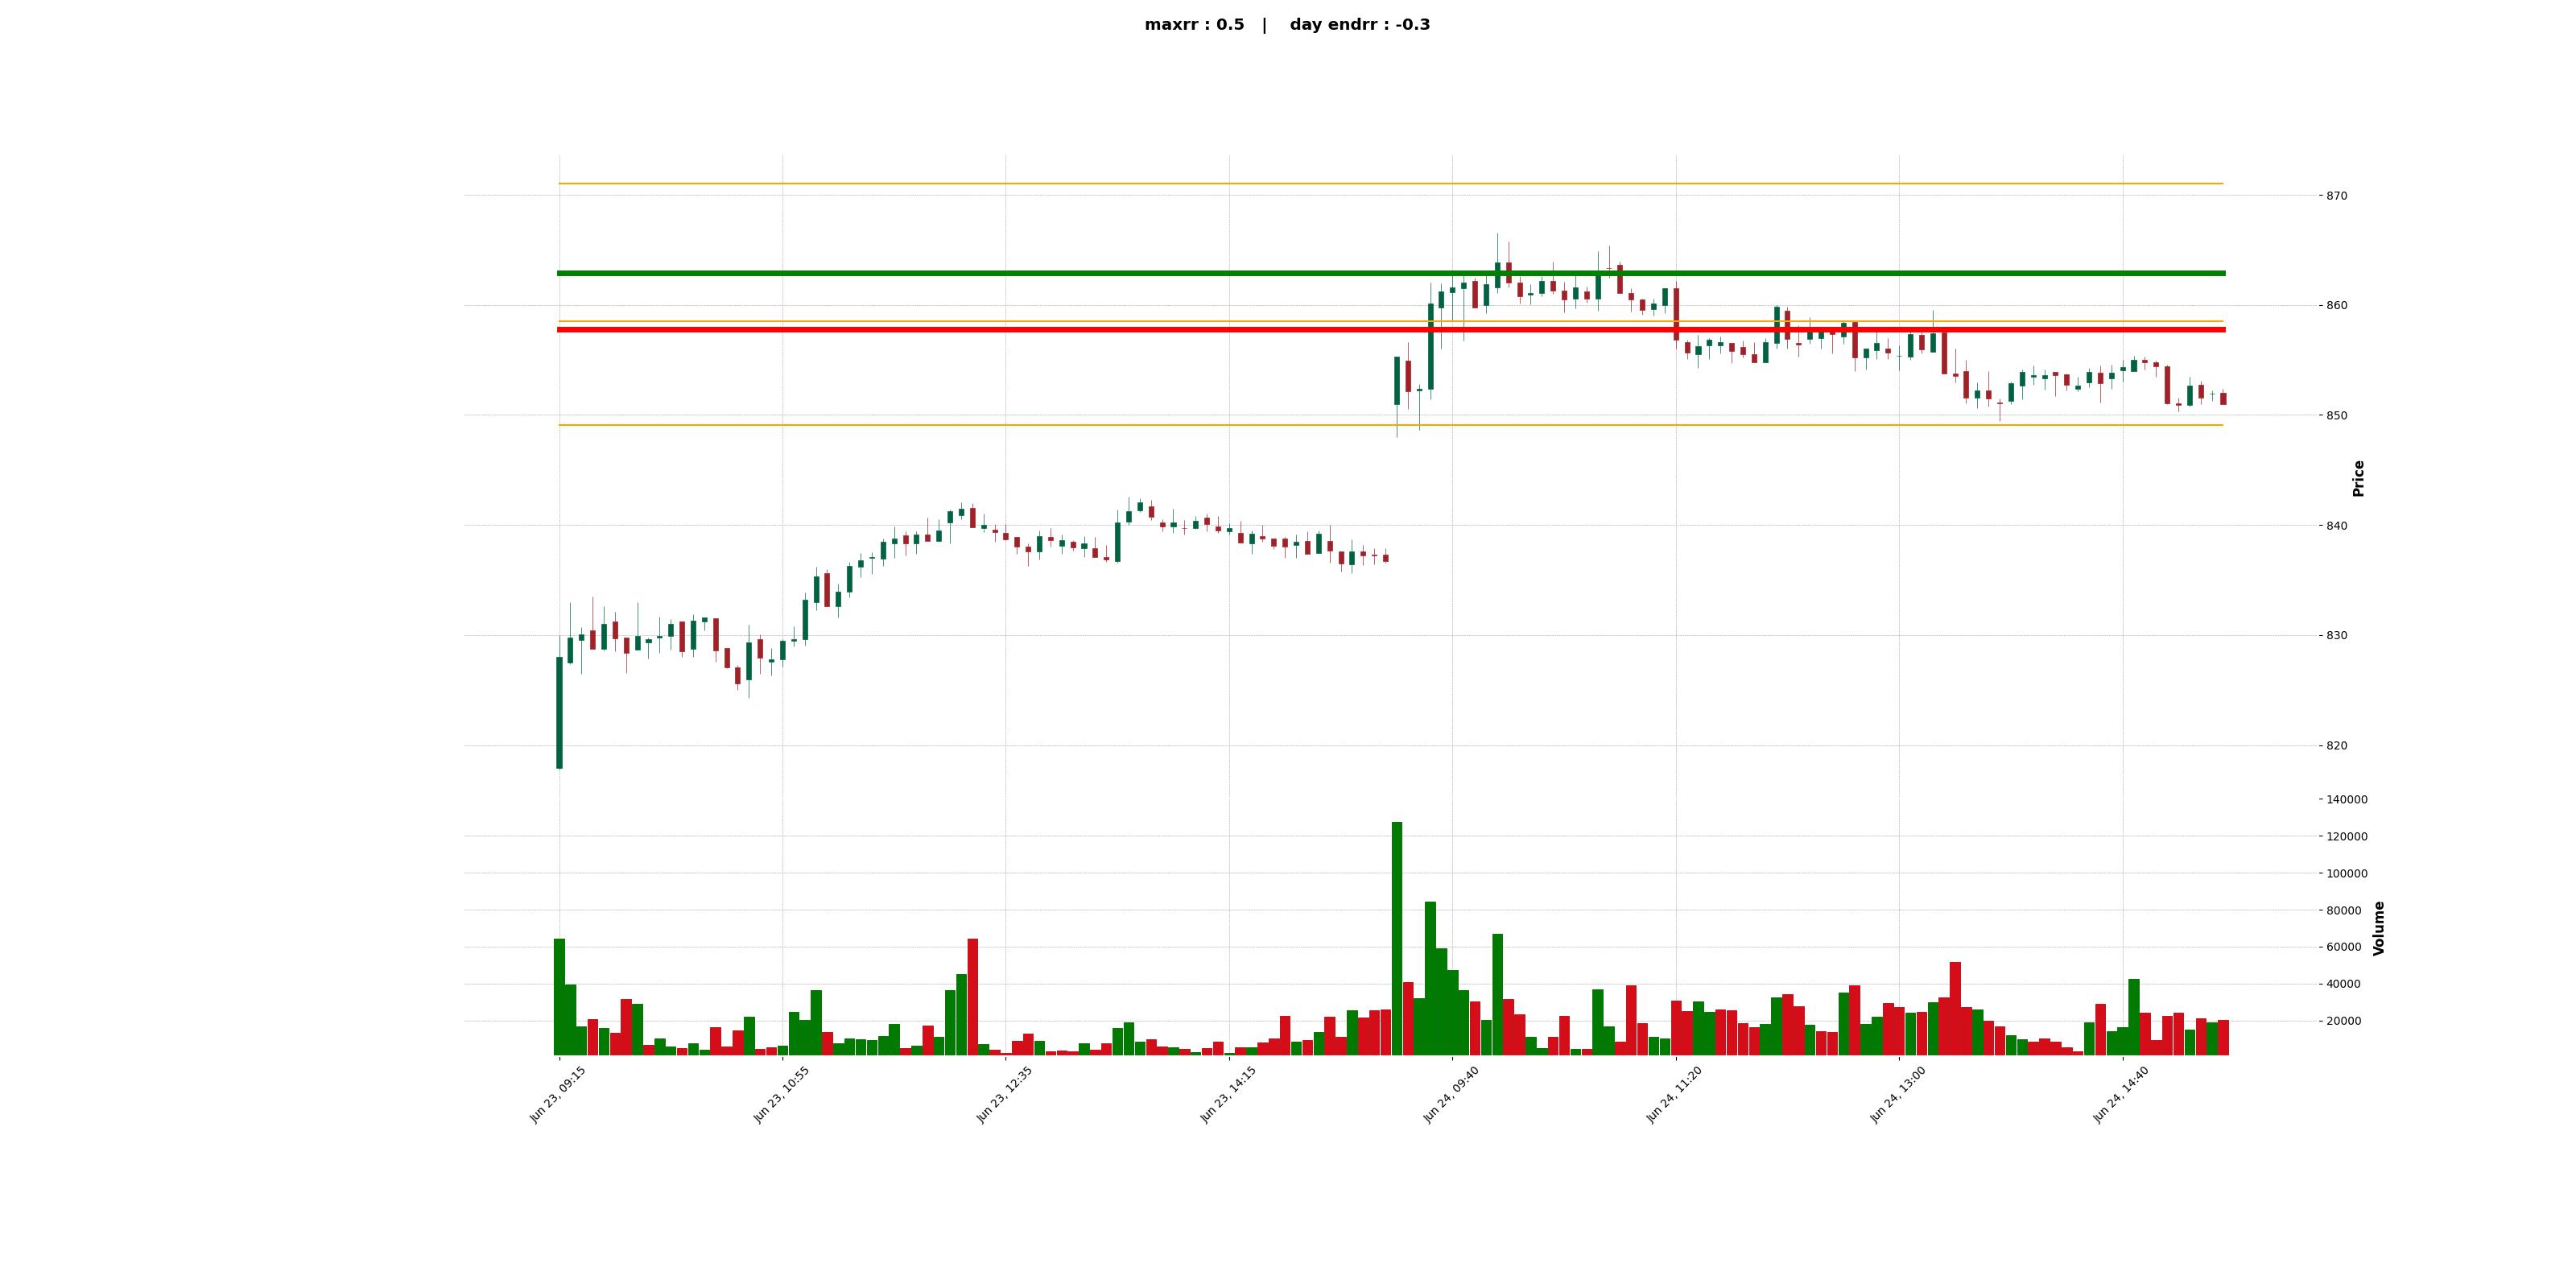 maxrr : 0.5 | day endrr : -0.3
870
860
850
840
830
820
Price
140000
120000
100000
80000
60000
40000
20000
Volume
Jun 23, 09:15
Jun 23, 10:55
Jun 23, 12:35
Jun 23, 14:15
Jun 24, 09:40
Jun 24, 11:20
Jun 24, 13:00
Jun 24, 14:40